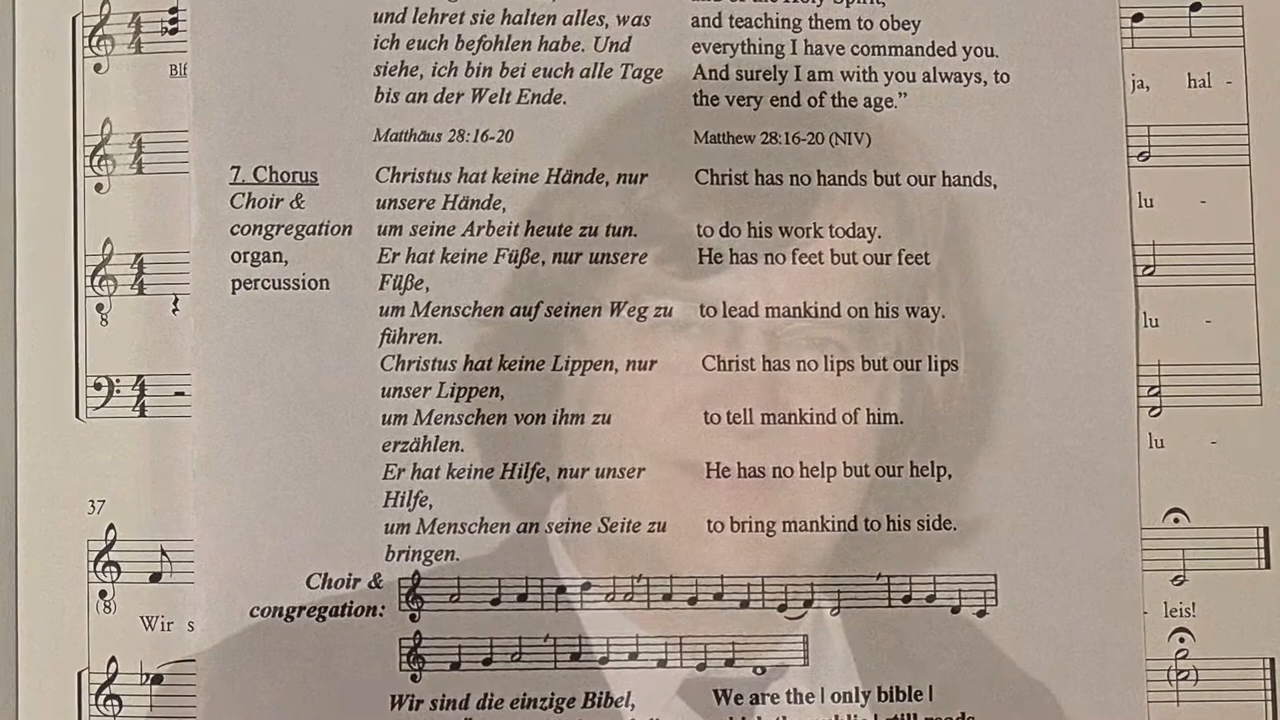 und lehret sie halten alles, was
ich euch befohlen habe. Und
siehe, ich bin bei euch alle Tage
bis an der Welt Ende.
and teaching them to obey
everything I have commanded you.
And surely I am with you always, to
the very end of the age.”
Matthäus 28:16-20
Matthew 28:16-20 (NIV)
7. Chorus
Choir &
congregation
organ,
percussion
Christus hat keine Hände, nur
unsere Hände,
um seine Arbeit heute zu tun.
Er hat keine Füße, nur unsere
Füße,
um Menschen auf seinen Weg zu
führen.
Christus hat keine Lippen, nur
unser Lippen,
um Menschen von ihm zu
erzählen.
Er hat keine Hilfe, nur unser
Hilfe,
um Menschen an seine Seite zu
bringen.
Christ has no hands but our hands,
to do his work today.
He has no feet but our feet
to lead mankind on his way.
Christ has no lips but our lips
to tell mankind of him.
He has no help but our help,
to bring mankind to his side.
Choir &
congregation:
Wir sind die einzige Bibel,
We are the | only bible |
Blf
ja, hal -
lu -
lu -
lu -
37
(8)
Wir s
- leis!